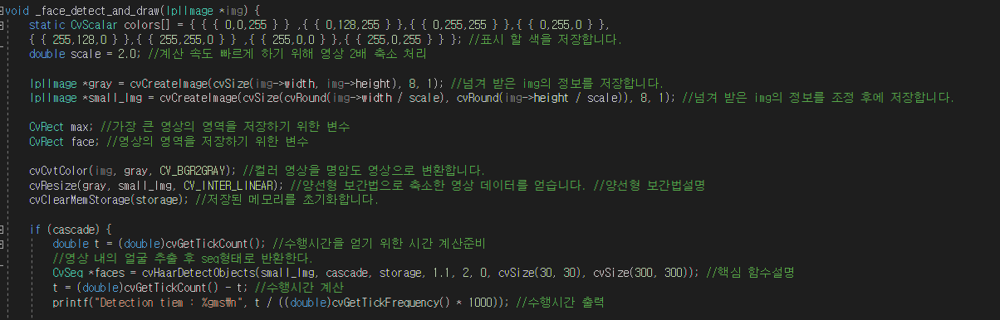 void _face_detect_and_draw(IplImage *img) {
static CvScalar colors[] = { { { 0,0,255 } } ,{ { 0,128,255 } },{ { 0,255,255 } },{ { 0,255,0 } },
{ { 255,128,0 } },{ { 255,255,0 } } ,{ { 255,0,0 } },{ { 255,0,255 } } }; //표시 할 색을 저장합니다.
double scale = 2.0; //계산 속도 빠르게 하기 위해 영상 2배 축소 처리
IplImage *gray = cvCreateImage(cvSize(img->width, img->height), 8, 1); //넘겨 받은 img의 정보를 저장합니다.
IplImage *small_img = cvCreateImage(cvSize(cvRound(img->width / scale), cvRound(img->height / scale)), 8, 1); //넘겨 받은 img의 정보를 조정 후에 저장합니다.
CvRect max; //가장 큰 영상의 영역을 저장하기 위한 변수
CvRect face; //영상의 영역을 저장하기 위한 변수
cvCvtColor(img, gray, CV_BGR2GRAY); //컬러 영상을 명암도 영상으로 변환합니다.
cvResize(gray, small_img, CV_INTER_LINEAR); //양선형 보간법으로 축소한 영상 데이터를 얻습니다. //양선형 보간법설명
cvClearMemStorage(storage); //저장된 메모리를 초기화합니다.
if (cascade) {
double t = (double)cvGetTickCount(); //수행시간을 얻기 위한 시간 계산준비
//영상 내의 얼굴 추출 후 seq형태로 반환한다.
CvSeq *faces = cvHaarDetectObjects(small_img, cascade, storage, 1.1, 2, 0, cvSize(30, 30), cvSize(300, 300)); //핵심 함수설명
t = (double)cvGetTickCount() - t; //수행시간 계산
printf("Detection tiem : %gms\n", t / ((double)cvGetTickFrequency() * 1000)); //수행시간 출력